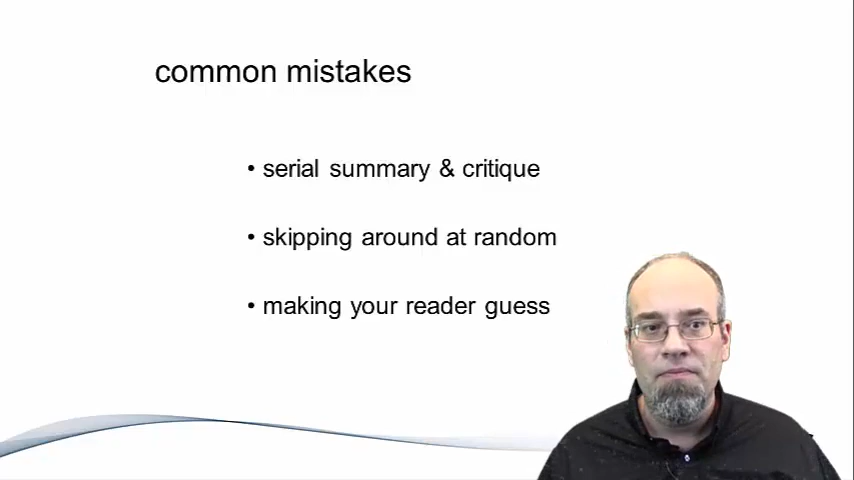 common mistakes
• serial summary & critique
• skipping around at random
• making your reader guess